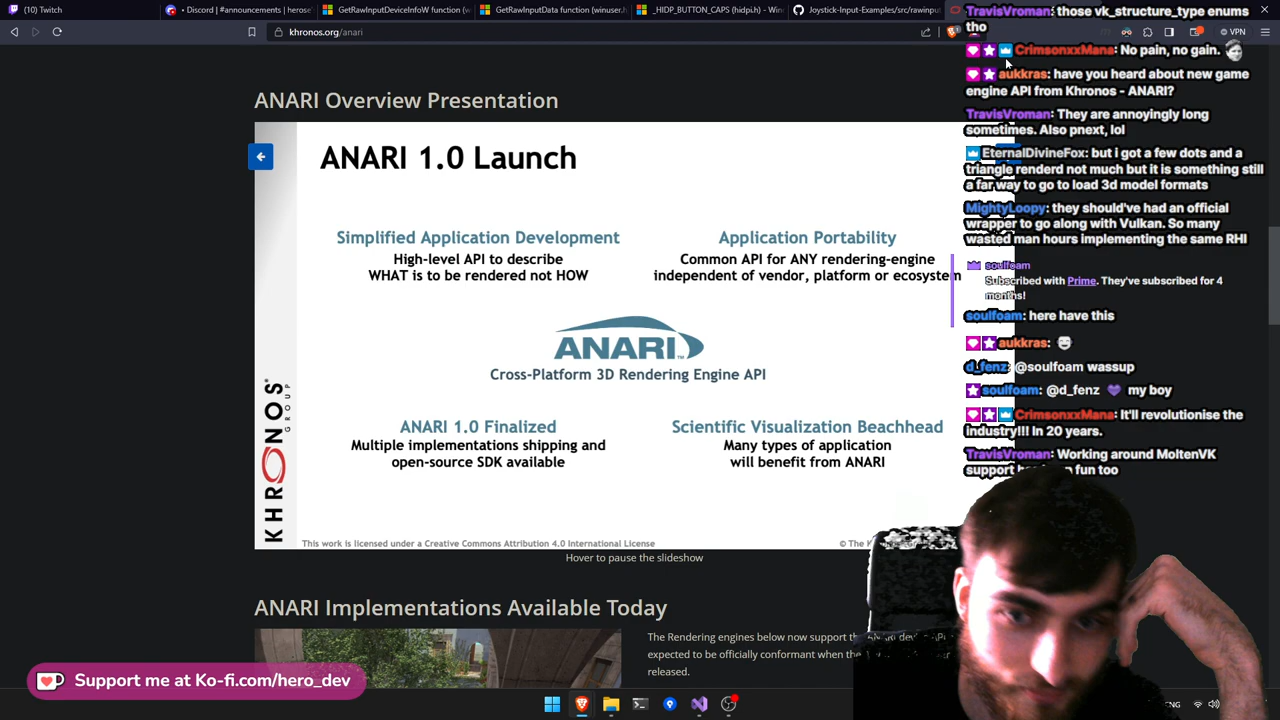 (10) Twitch
Discord | #announcements | herose
GetRawInputDeviceInfoW function (w
GetRawInputData function (winuser.h
_HIDP_BUTTON_CAPS (hidpi.h) - Win
Joystick-Input-Examples/src/rawinpu
khronos.org/anari
VPN
TravisVroman: those vk_structure_type enums
tho
CrimsonxxMana: No pain, no gain.
aukkras: have you heard about new game
engine API from Khronos - ANARI?
TravisVroman: They are annoyingly long
sometimes. Also pnext, lol
EternalDivineFox: but i got a few dots and a
triangle renderd not much but it is something still
a far way to go to load 3d model formats
MightyLoopy: they should've had an official
wrapper to go along with Vulkan. So many
wasted man hours implementing the same RHI
soulfoam
Subscribed with Prime. They've subscribed for 4
months!
soulfoam: here have this
aukkras:
d_fenz: @soulfoam wassup
soulfoam: @d_fenz 💜 my boy
CrimsonxxMana: It'll revolutionise the
industry!!! In 20 years.
TravisVroman: Working around MoltenVK
support fun too
ANARI Overview Presentation
ANARI 1.0 Launch
Simplified Application Development
High-level API to describe
WHAT is to be rendered not HOW
Application Portability
Common API for ANY rendering-engine
independent of vendor, platform or ecosystem
ANARI™
Cross-Platform 3D Rendering Engine API
ANARI 1.0 Finalized
Multiple implementations shipping and
open-source SDK available
Scientific Visualization Beachhead
Many types of application
will benefit from ANARI
KHRONOS®
GROUP
This work is licensed under a Creative Commons Attribution 4.0 International License
© The K
Hover to pause the slideshow
ANARI Implementations Available Today
The Rendering engines below now support th
expected to be officially conformant when the
released.
Support me at Ko-fi.com/hero_dev
ENG